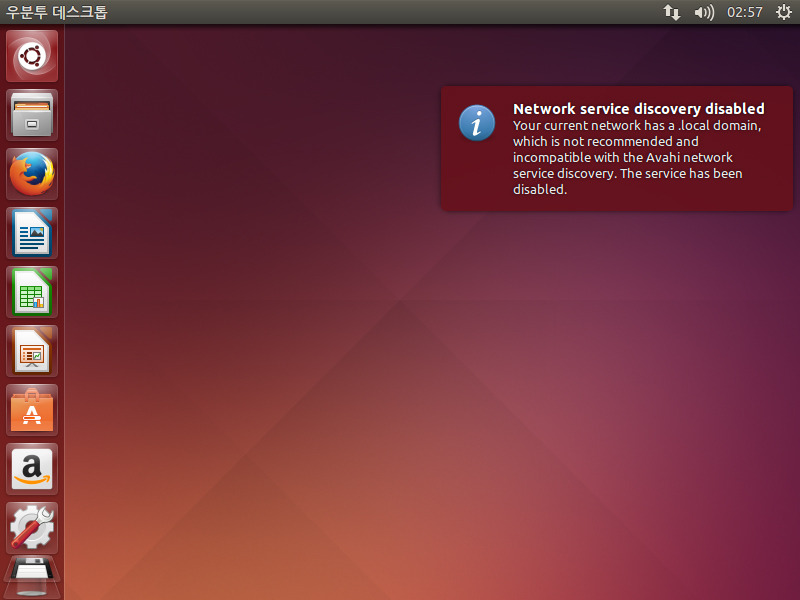 우분투 데스크톱
02:57
Network service discovery disabled
Your current network has a .local domain,
which is not recommended and
incompatible with the Avahi network
service discovery. The service has been
disabled.